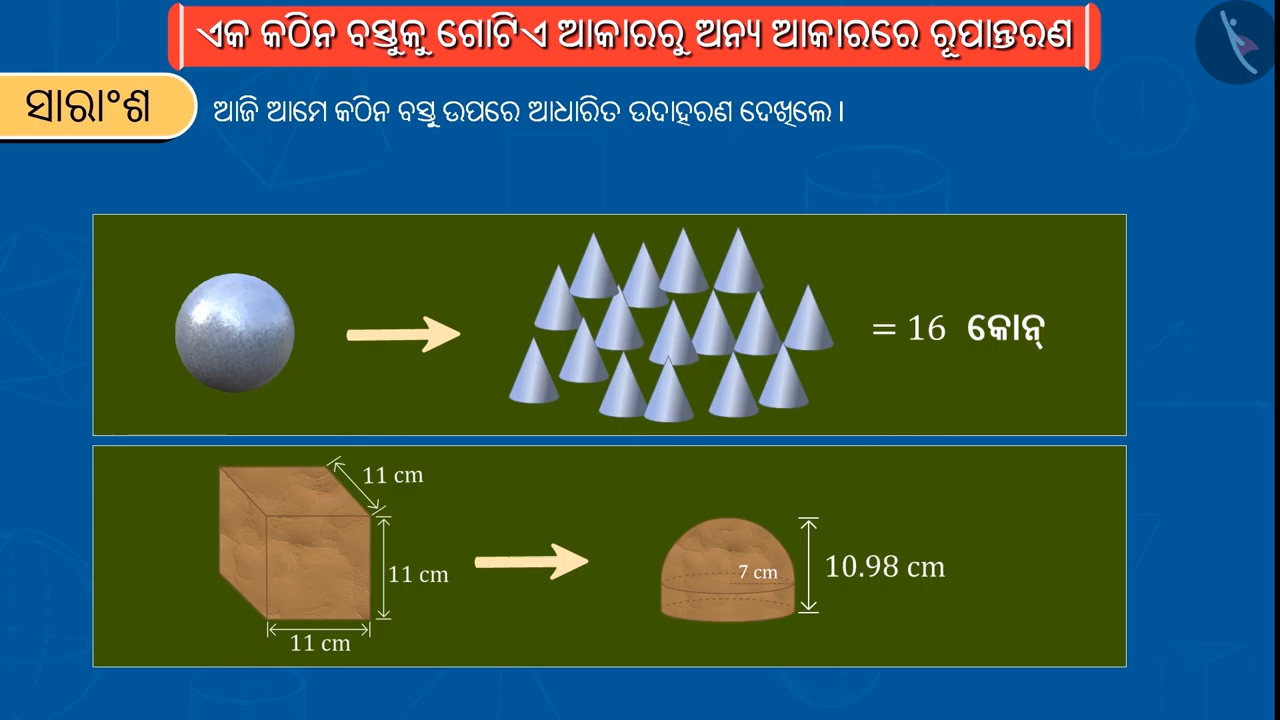 ଏକ କଠିନ ବସ୍ତୁକୁ ଗୋଟିଏ ଆକାରରୁ ଅନ୍ୟ ଆକାରରେ ରୂପାନ୍ତରଣ
ସାରାଂଶ
ଆଜି ଆମେ କଠିନ ବସ୍ତୁ ଉପରେ ଆଧାରିତ ଉଦାହରଣ ଦେଖିଲେ ।
= 16 କୋନ୍
11 cm
11 cm
11 cm
7 cm
10.98 cm